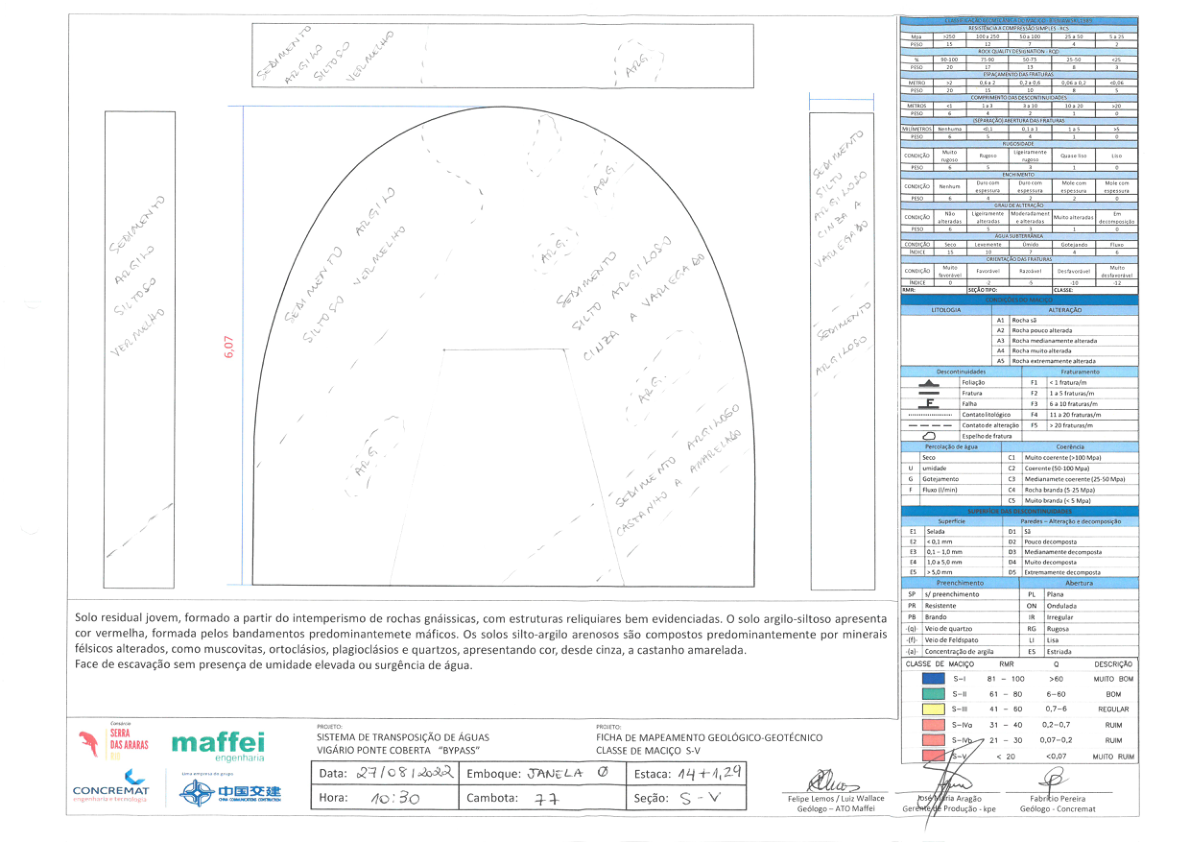 SEDIMENTO
ARGILO
SILTOSO
VERMELHO
ARG
SEDIMENTO
ARGILO
SILTOSO
VERMELHO
6,07
SEDIMENTO ARGILO
SILTOSO VERMELHO
ARG.
ARG.
SEDIMENTO
SILTO ARGILOSO
CINZA A VARIEGADO
ARG.
ARG.
SEDIMENTO ARGILOSO
CASTANHO A AMARELADO
SEDIMENTO
SILTO
ARGILOSO
CINZA A
VARIEGADO
SEDIMENTO
ARGILOSO
Solo residual jovem, formado a partir do intemperismo de rochas gnáissicas, com estruturas reliquiares bem evidenciadas. O solo argilo-siltoso apresenta
cor vermelha, formada pelos bandamentos predominantemete máficos. Os solos silto-argilo arenosos são compostos predominantemente por minerais
félsicos alterados, como muscovitas, ortoclásios, plagioclásios e quartzos, apresentando cor, desde cinza, a castanho amarelada.
Face de escavação sem presença de umidade elevada ou surgência de água.
RESISTÊNCIA A COMPRESSÃO SIMPLES - RCS
Mpa >250 100 a 250 50 a 100 25 a 50 5 a 25
PESO 15 12 7 4 2
ROCK QUALITY DESIGNATION - RQD
% 90-100 75-90 50-75 25-50 <25
PESO 20 17 13 8 3
ESPAÇAMENTO DAS FRATURAS
METRO >2 0,6 a 2 0,2 a 0,6 0,06 a 0,2 <0,06
PESO 20 15 10 8 5
COMPRIMENTO DAS DESCONTINUIDADES
METROS <1 1 a 3 3 a 10 10 a 20 >20
PESO 6 4 2 1 0
(SEPARAÇÃO) ABERTURA DAS FRATURAS
MILÍMETROS Nenhuma <0,1 0,1 a 1 1 a 5 >5
PESO 6 5 4 1 0
RUGOSIDADE
CONDIÇÃO Muito rugoso Rugoso Ligeiramente rugoso Quase liso Liso
PESO 6 5 3 1 0
ENCHIMENTO
CONDIÇÃO Nenhum Duro com espessura Duro com espessura Mole com espessura Mole com espessura
PESO 6 4 2 2 0
GRAU DE ALTERAÇÃO
CONDIÇÃO Não alteradas Ligeiramente alteradas Moderadament e alteradas Muito alteradas Em decomposição
PESO 6 5 3 1 0
ÁGUA SUBTERRÂNEA
CONDIÇÃO Seco Levemente Úmido Gotejando Fluxo
ÍNDICE 15 10 7 4 0
ORIENTAÇÃO DAS FRATURAS
CONDIÇÃO Muito favorável Favorável Razoável Desfavorável Muito desfavorável
ÍNDICE 0 -2 -5 -10 -12
RMR: SEÇÃO TIPO: CLASSE:
CONDIÇÕES DO MACIÇO
LITOLOGIA ALTERAÇÃO
A1 Rocha sã
A2 Rocha pouco alterada
A3 Rocha medianamente alterada
A4 Rocha muito alterada
A5 Rocha extremamente alterada
Descontinuidades Fraturamento
Foliação F1 < 1 fratura/m
Fratura F2 1 a 5 fraturas/m
F Falha F3 6 a 10 fraturas/m
Contato litológico F4 11 a 20 fraturas/m
Contato de alteração F5 > 20 fraturas/m
Espelho de fratura
Percolação de água Coerência
Seco C1 Muito coerente (>100 Mpa)
U umidade C2 Coerente (50-100 Mpa)
G Gotejamento C3 Medianamete coerente (25-50 Mpa)
F Fluxo (l/min) C4 Rocha branda (5-25 Mpa)
C5 Muito branda (< 5 Mpa)
SUPERFÍCIE DAS DESCONTINUIDADES
Superfície Paredes – Alteração e decomposição
E1 Selada D1 Sã
E2 < 0,1 mm D2 Pouco decomposta
E3 0,1 – 1,0 mm D3 Medianamente decomposta
E4 1,0 a 5,0 mm D4 Muito decomposta
E5 > 5,0 mm D5 Extremamente decomposta
Preenchimento Abertura
SP s/ preenchimento PL Plana
PR Resistente ON Ondulada
PB Brando IR Irregular
-(q)- Veio de quartzo RG Rugosa
-(f)- Veio de Feldspato LI Lisa
-(a)- Concentração de argila ES Estriada
CLASSE DE MACIÇO RMR Q DESCRIÇÃO
S-I 81 - 100 >60 MUITO BOM
S-II 61 - 80 6-60 BOM
S-III 41 - 60 0,7-6 REGULAR
S-IVa 31 - 40 0,2-0,7 RUIM
S-IVb 21 - 30 0,07-0,2 RUIM
S-V < 20 <0,07 MUITO RUIM
Consórcio
SERRA
DAS ARARAS
maffei
engenharia
CONCREMAT
engenharia e tecnologia
uma empresa do grupo
中国交建
CHINA COMMUNICATIONS CONSTRUCTION
PROJETO:
SISTEMA DE TRANSPOSIÇÃO DE ÁGUAS
VIGÁRIO PONTE COBERTA "BYPASS"
PROJETO:
FICHA DE MAPEAMENTO GEOLÓGICO-GEOTÉCNICO
CLASSE DE MACIÇO S-V
Data: 27/08/2022 Emboque: JANELA Ø Estaca: 14+1,29
Hora: 10:30 Cambota: 77 Seção: S-V
Felipe Lemos / Luiz Wallace
Geólogo – ATO Maffei
José Maria Aragão
Gerente de Produção - kpe
Fabrício Pereira
Geólogo - Concremat